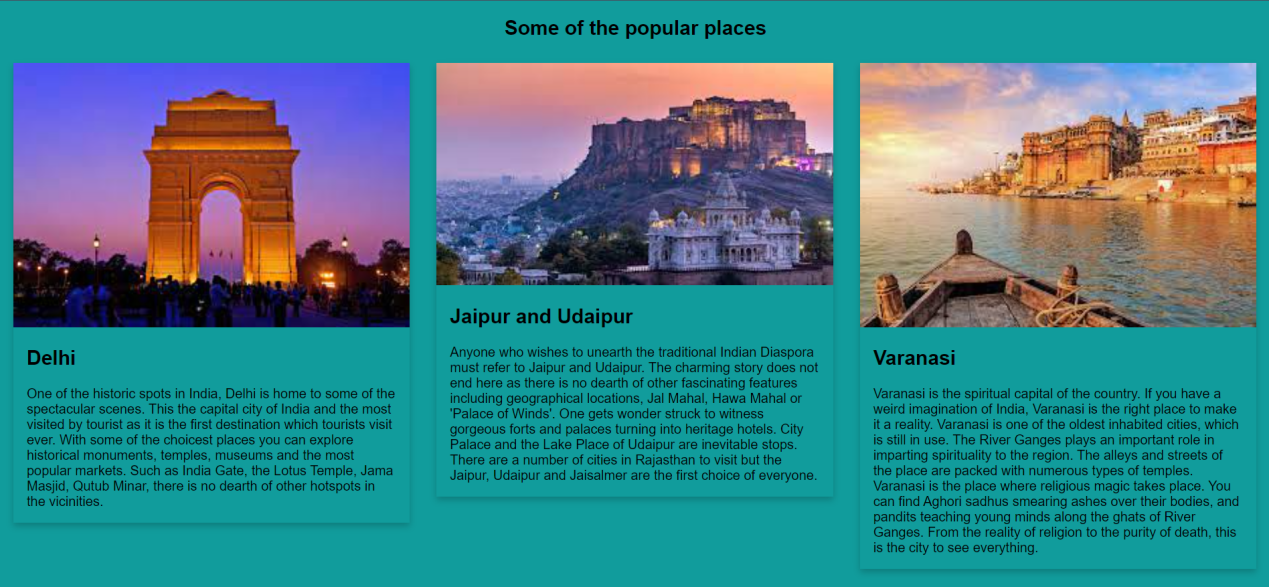 Some of the popular places
Delhi
One of the historic spots in India, Delhi is home to some of the
spectacular scenes. This the capital city of India and the most
visited by tourist as it is the first destination which tourists visit
ever. With some of the choicest places you can explore
historical monuments, temples, museums and the most
popular markets. Such as India Gate, the Lotus Temple, Jama
Masjid, Qutub Minar, there is no dearth of other hotspots in
the vicinities.
Jaipur and Udaipur
Anyone who wishes to unearth the traditional Indian Diaspora
must refer to Jaipur and Udaipur. The charming story does not
end here as there is no dearth of other fascinating features
including geographical locations, Jal Mahal, Hawa Mahal or
'Palace of Winds'. One gets wonder struck to witness
gorgeous forts and palaces turning into heritage hotels. City
Palace and the Lake Place of Udaipur are inevitable stops.
There are a number of cities in Rajasthan to visit but the
Jaipur, Udaipur and Jaisalmer are the first choice of everyone.
Varanasi
Varanasi is the spiritual capital of the country. If you have a
weird imagination of India, Varanasi is the right place to make
it a reality. Varanasi is one of the oldest inhabited cities, which
is still in use. The River Ganges plays an important role in
imparting spirituality to the region. The alleys and streets of
the place are packed with numerous types of temples.
Varanasi is the place where religious magic takes place. You
can find Aghori sadhus smearing ashes over their bodies, and
pandits teaching young minds along the ghats of River
Ganges. From the reality of religion to the purity of death, this
is the city to see everything.